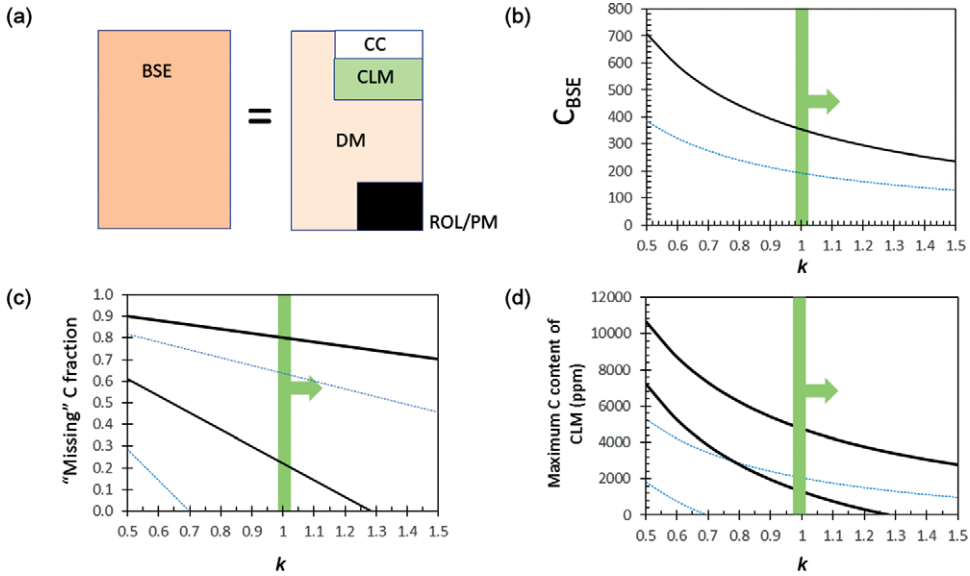 (a)
BSE
=
CC
CLM
DM
ROL/PM
(b)
C_BSE
800
700
600
500
400
300
200
100
0
0.5 0.6 0.7 0.8 0.9 1 1.1 1.2 1.3 1.4 1.5
k
(c)
"Missing" C fraction
1.0
0.9
0.8
0.7
0.6
0.5
0.4
0.3
0.2
0.1
0.0
0.5 0.6 0.7 0.8 0.9 1 1.1 1.2 1.3 1.4 1.5
k
(d)
Maximum C content of
CLM (ppm)
12000
10000
8000
6000
4000
2000
0
0.5 0.6 0.7 0.8 0.9 1 1.1 1.2 1.3 1.4 1.5
k